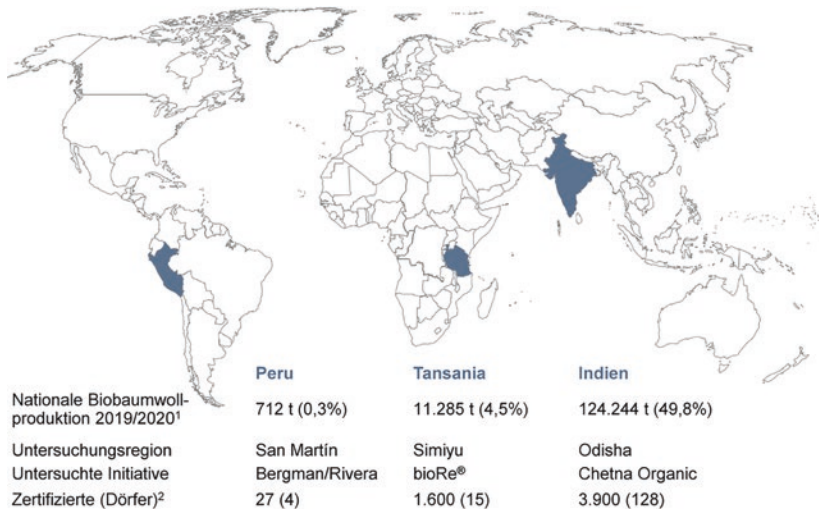 Peru Tansania Indien
Nationale Biobaumwoll-
produktion 2019/2020¹ 712 t (0,3%) 11.285 t (4,5%) 124.244 t (49,8%)
Untersuchungsregion San Martín Simiyu Odisha
Untersuchte Initiative Bergman/Rivera bioRe® Chetna Organic
Zertifizierte (Dörfer)² 27 (4) 1.600 (15) 3.900 (128)